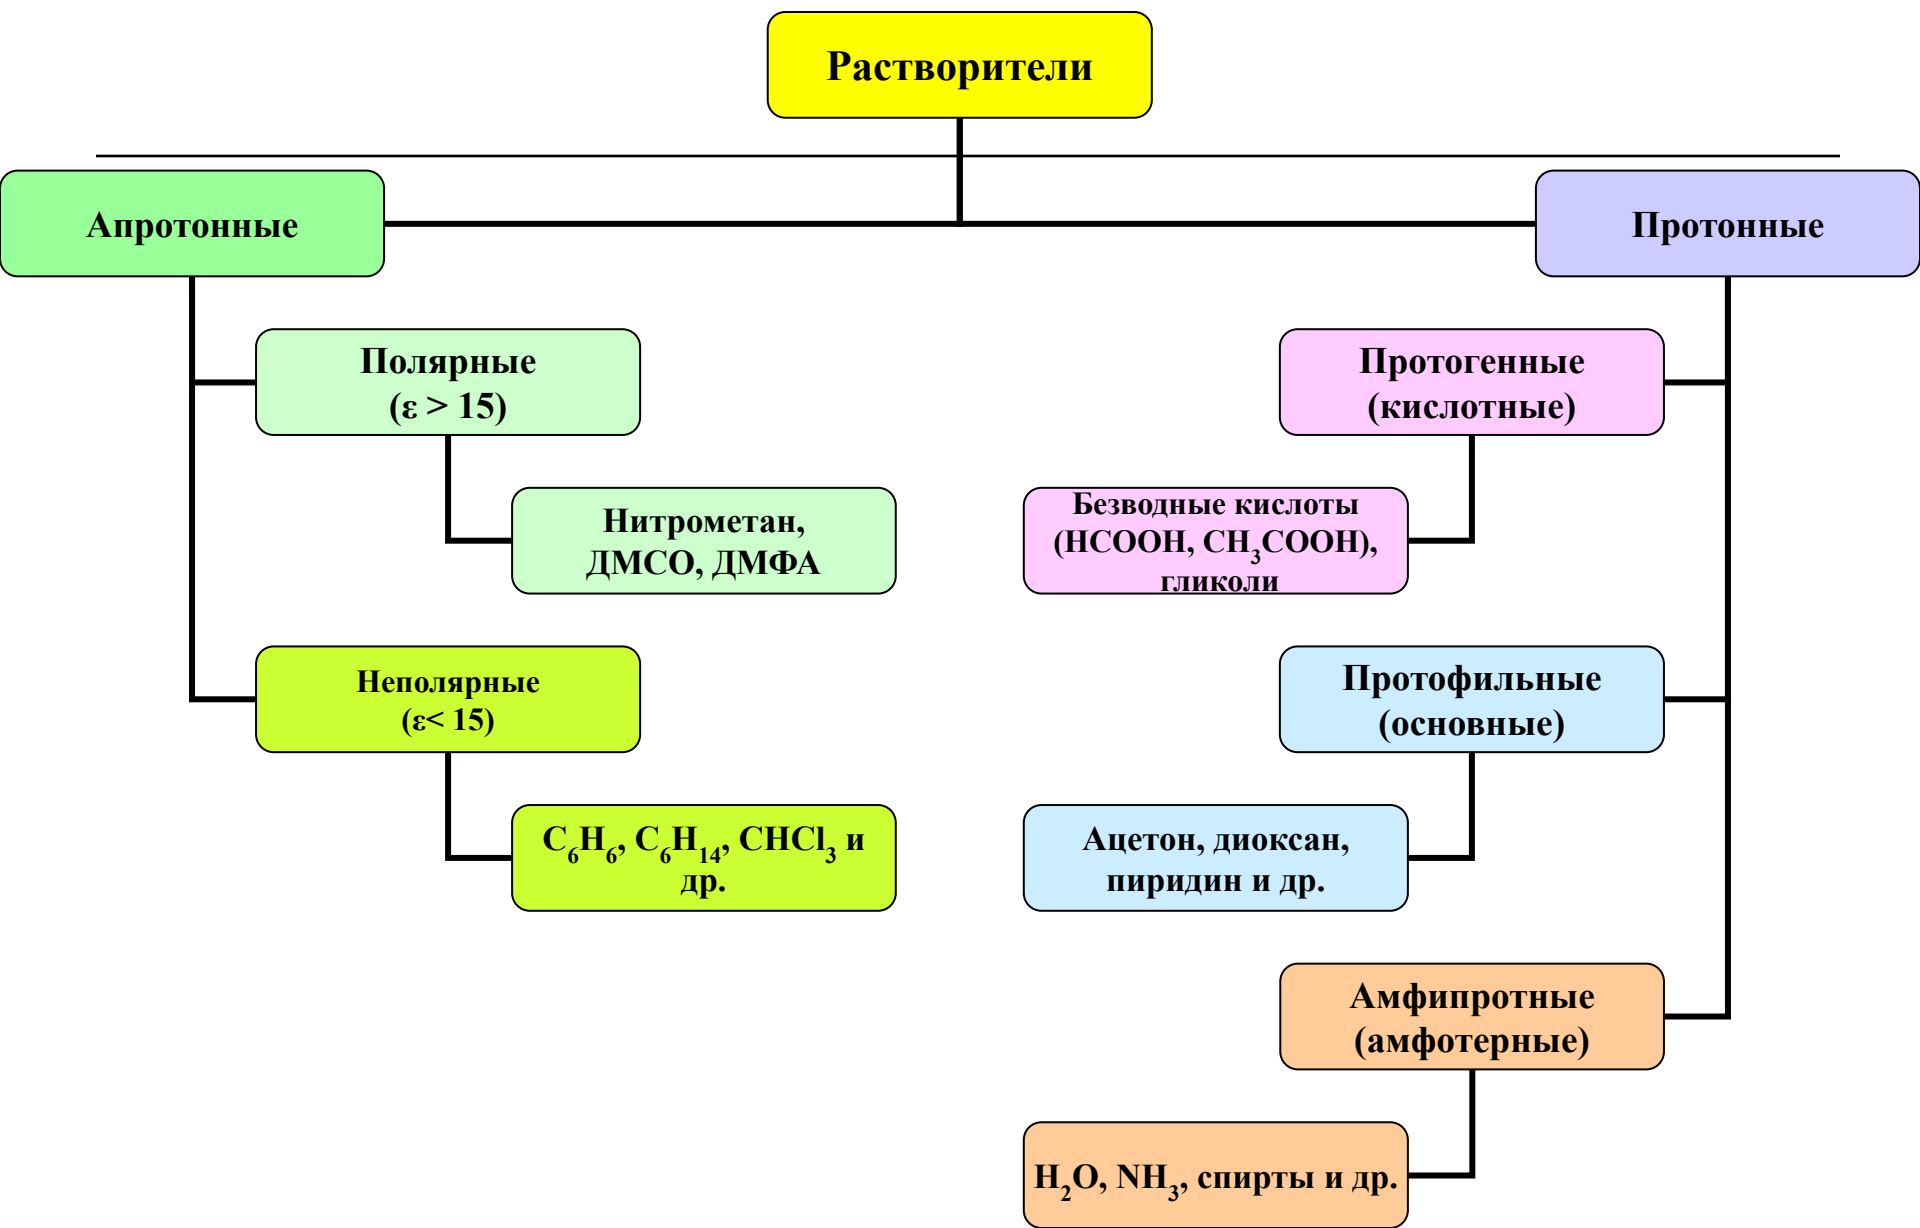 Растворители
Апротонные
Протонные
Полярные
(ε > 15)
Нитрометан,
ДМСО, ДМФА
Неполярные
(ε< 15)
C₆H₆, C₆H₁₄, CHCl₃ и
др.
Протогенные
(кислотные)
Безводные кислоты
(HCOOH, CH₃COOH),
гликоли
Протофильные
(основные)
Ацетон, диоксан,
пиридин и др.
Амфипротные
(амфотерные)
H₂O, NH₃, спирты и др.